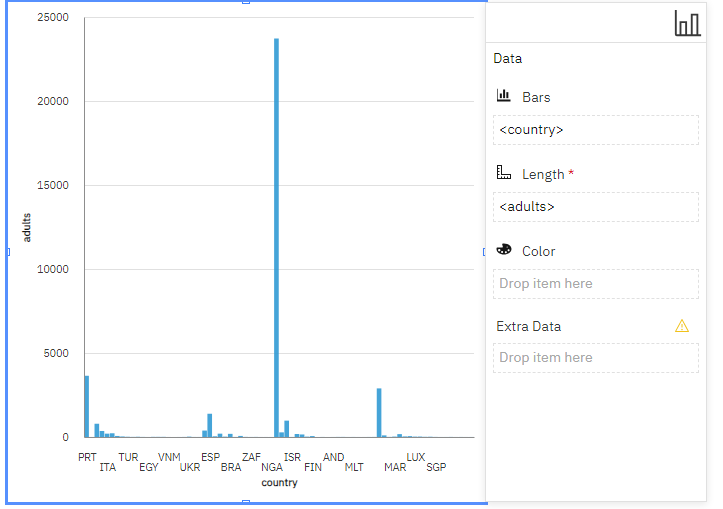 25000
20000
15000
10000
5000
0
adults
PRT TUR VNM ESP ZAF ISR AND LUX
ITA EGY UKR BRA NGA FIN MLT MAR SGP
country
Data
Bars
<country>
Length *
<adults>
Color
Drop item here
Extra Data
Drop item here